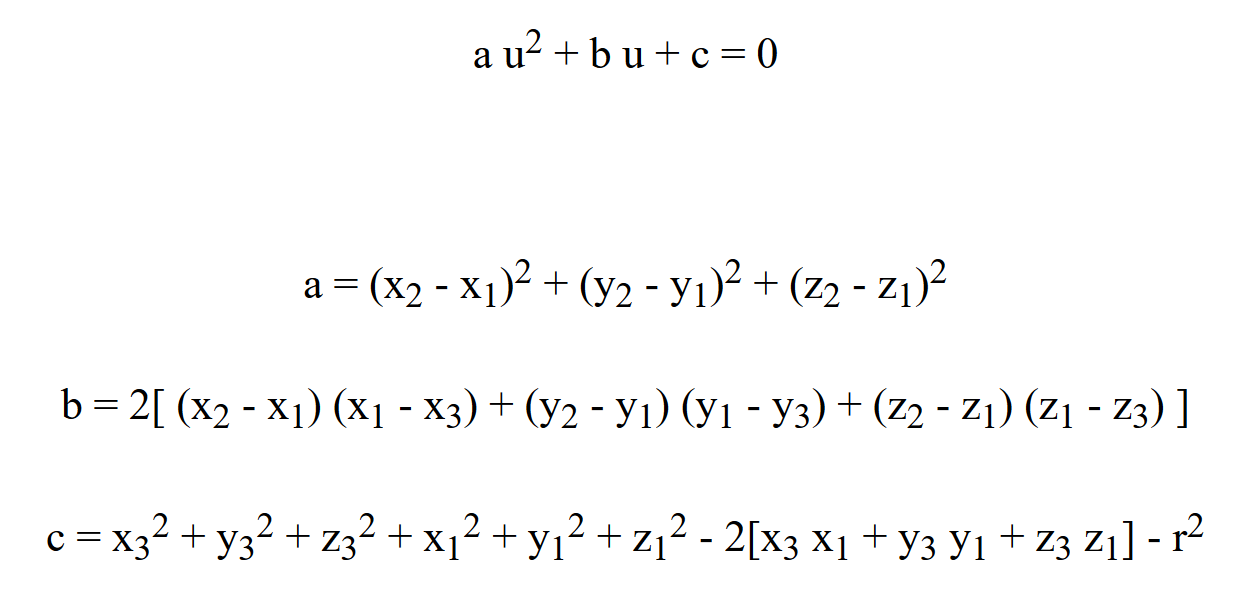 a u² + b u + c = 0
a = (x₂ - x₁)² + (y₂ - y₁)² + (z₂ - z₁)²
b = 2[ (x₂ - x₁) (x₁ - x₃) + (y₂ - y₁) (y₁ - y₃) + (z₂ - z₁) (z₁ - z₃) ]
c = x₃² + y₃² + z₃² + x₁² + y₁² + z₁² - 2[x₃ x₁ + y₃ y₁ + z₃ z₁] - r²